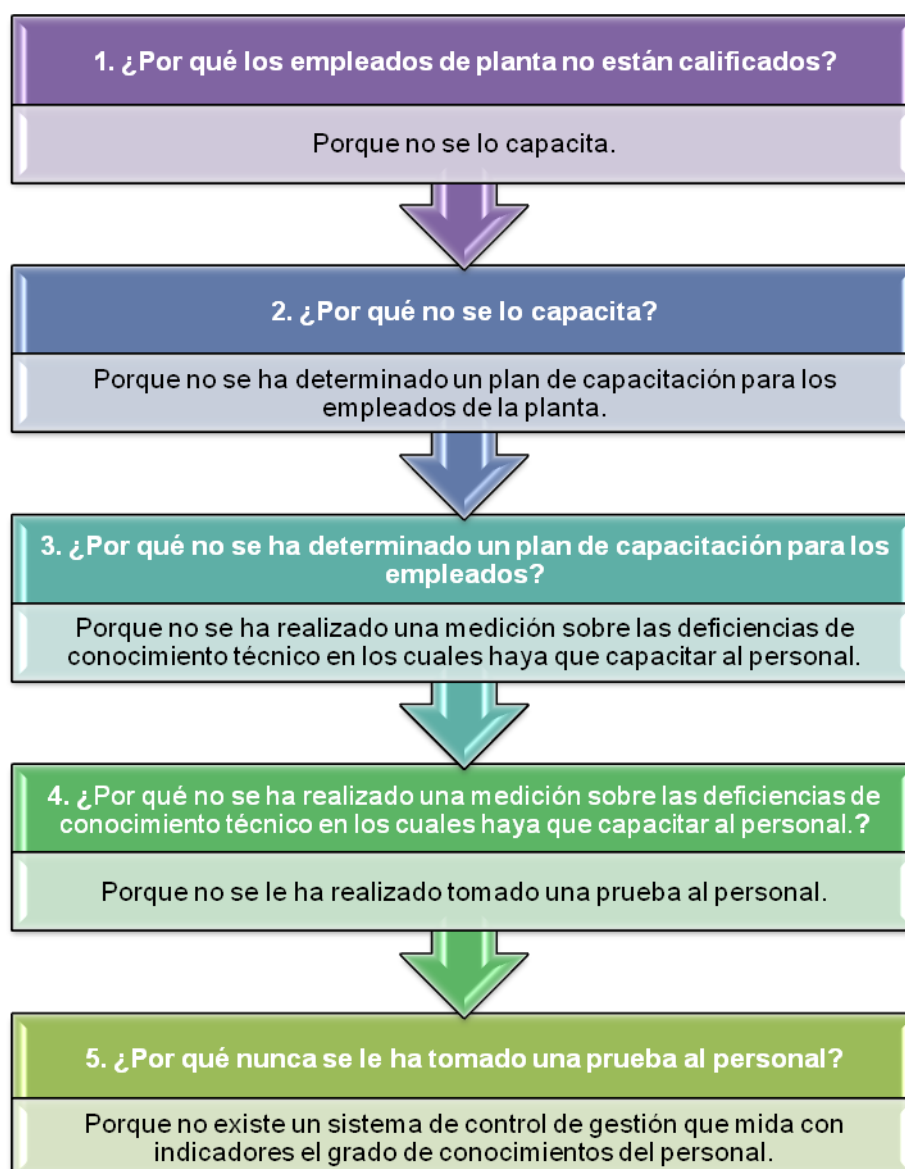 1. ¿Por qué los empleados de planta no están calificados?
Porque no se lo capacita.
2. ¿Por qué no se lo capacita?
Porque no se ha determinado un plan de capacitación para los
empleados de la planta.
3. ¿Por qué no se ha determinado un plan de capacitación para los
empleados?
Porque no se ha realizado una medición sobre las deficiencias de
conocimiento técnico en los cuales haya que capacitar al personal.
4. ¿Por qué no se ha realizado una medición sobre las deficiencias de
conocimiento técnico en los cuales haya que capacitar al personal.?
Porque no se le ha realizado tomado una prueba al personal.
5. ¿Por qué nunca se le ha tomado una prueba al personal?
Porque no existe un sistema de control de gestión que mida con
indicadores el grado de conocimientos del personal.